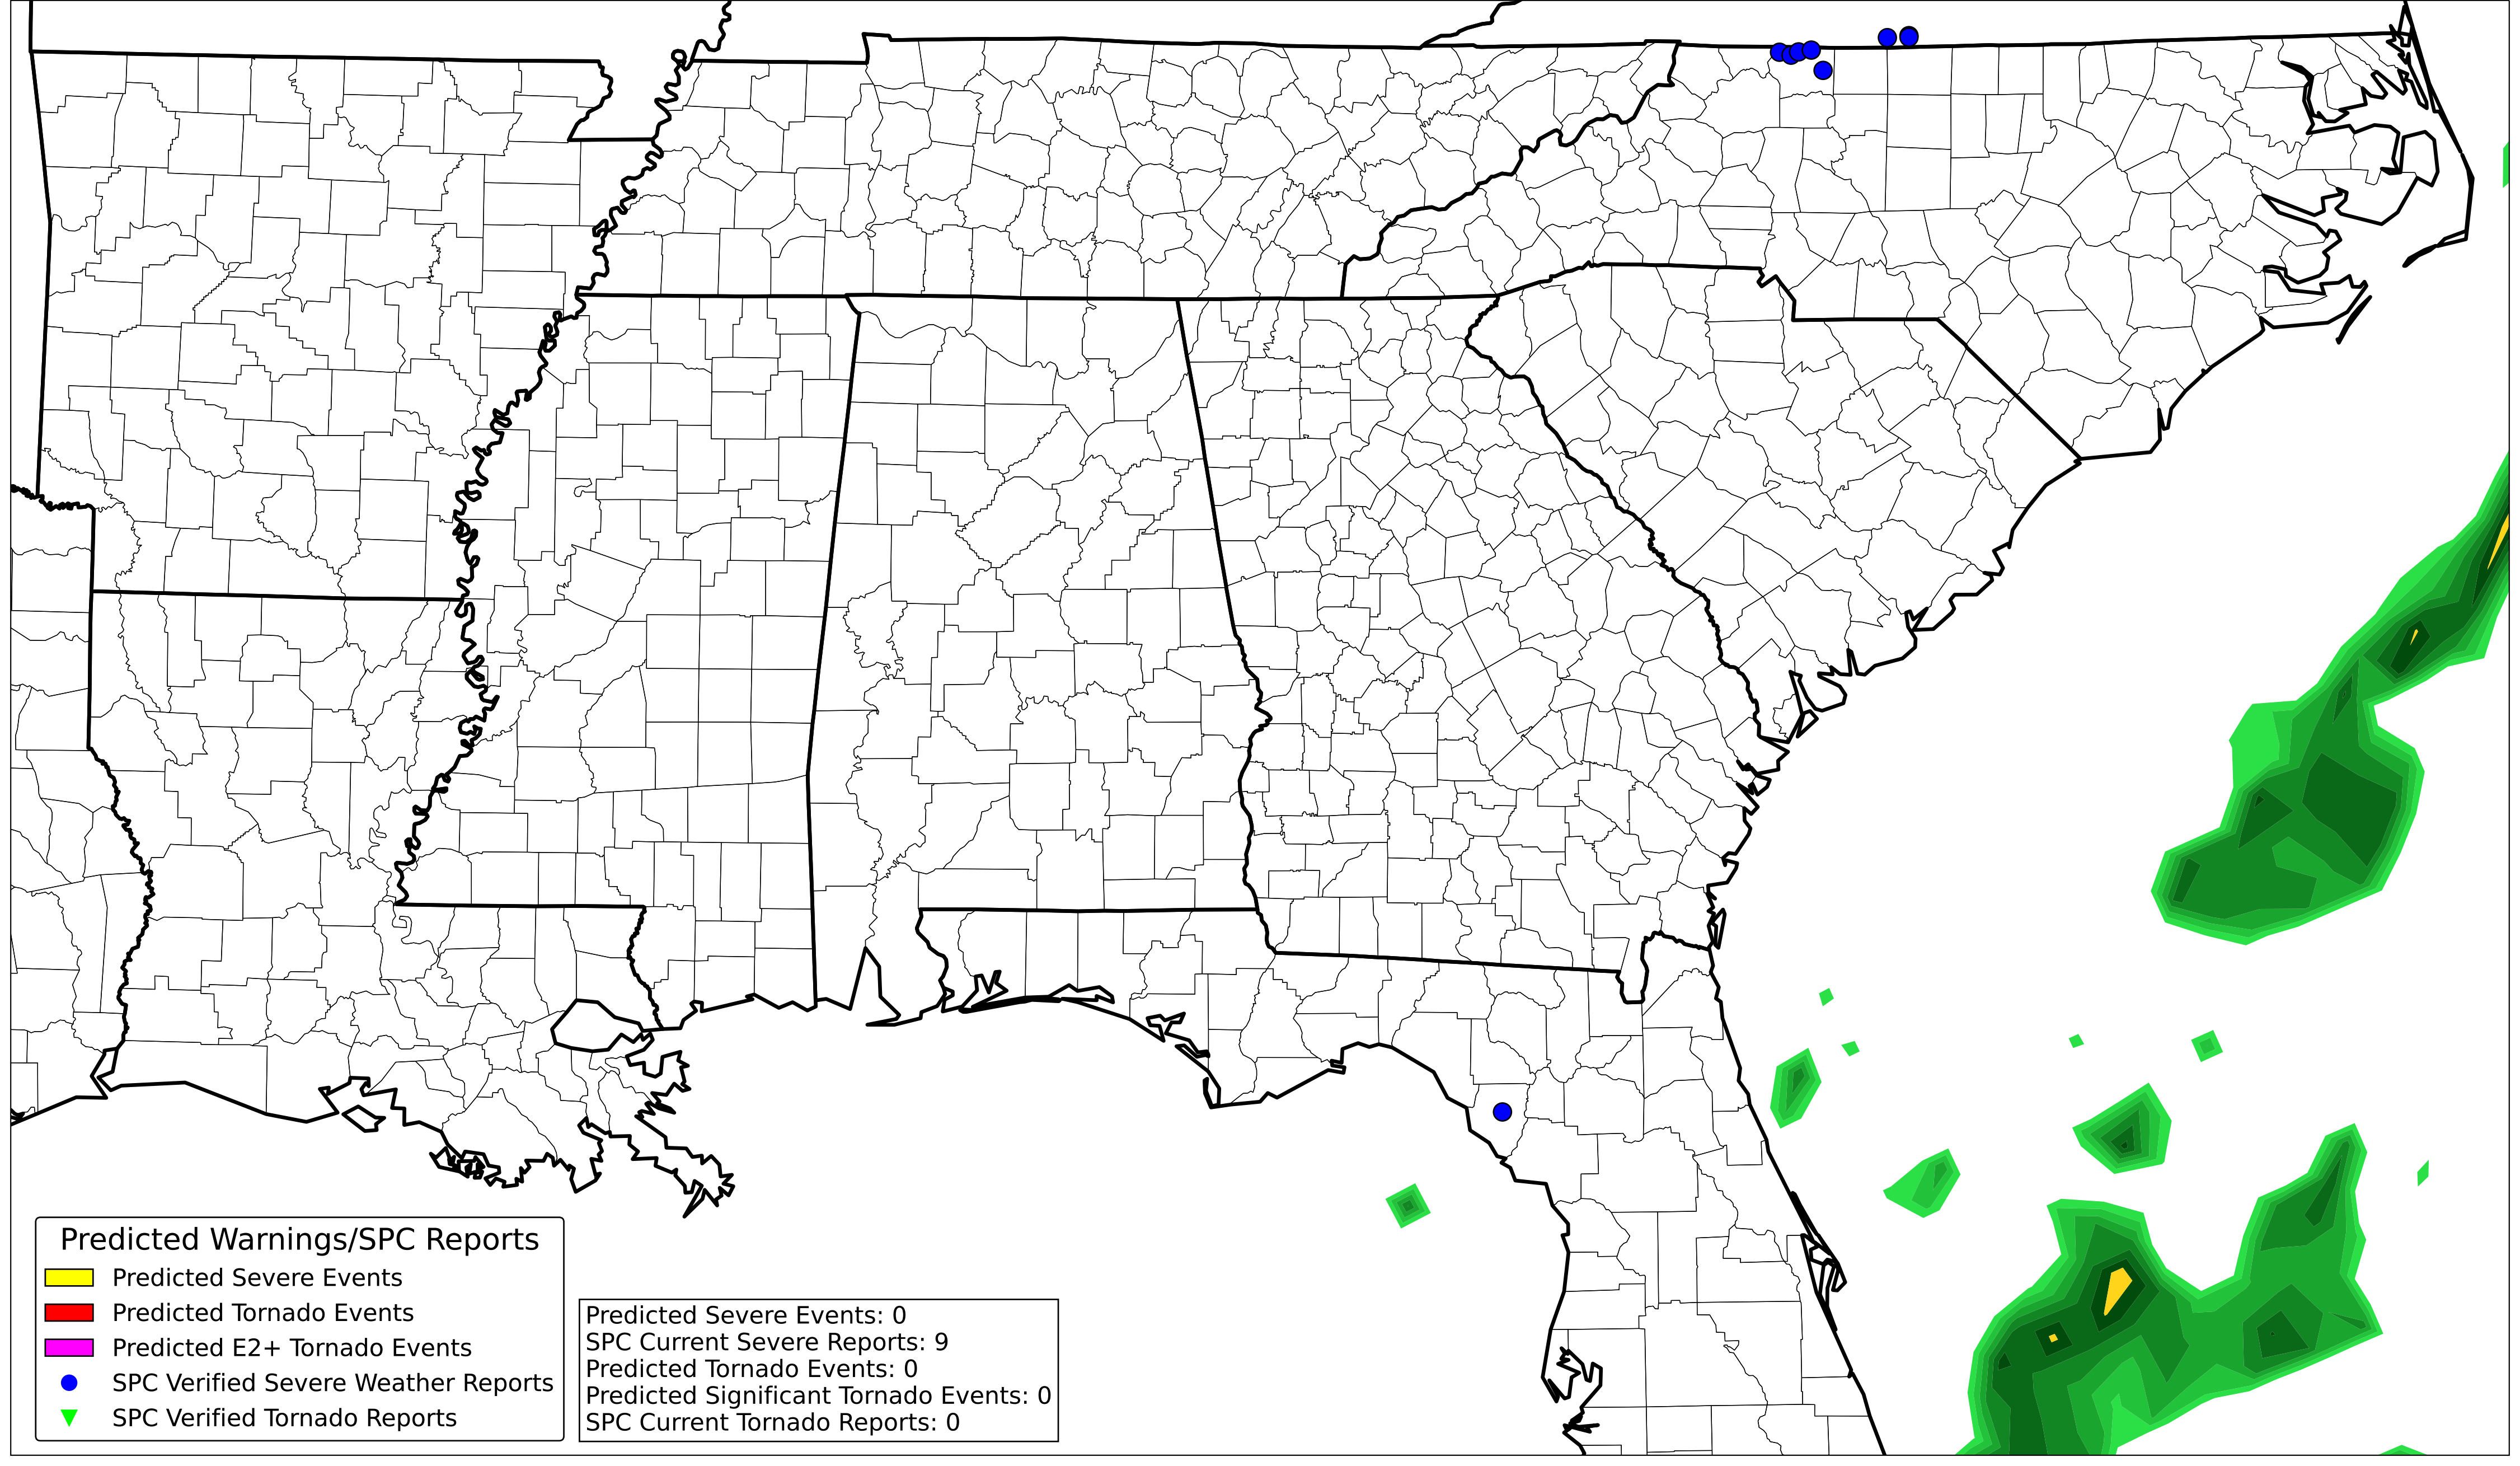 Predicted Warnings/SPC Reports
Predicted Severe Events
Predicted Tornado Events
Predicted E2+ Tornado Events
SPC Verified Severe Weather Reports
SPC Verified Tornado Reports
Predicted Severe Events: 0
SPC Current Severe Reports: 9
Predicted Tornado Events: 0
Predicted Significant Tornado Events: 0
SPC Current Tornado Reports: 0